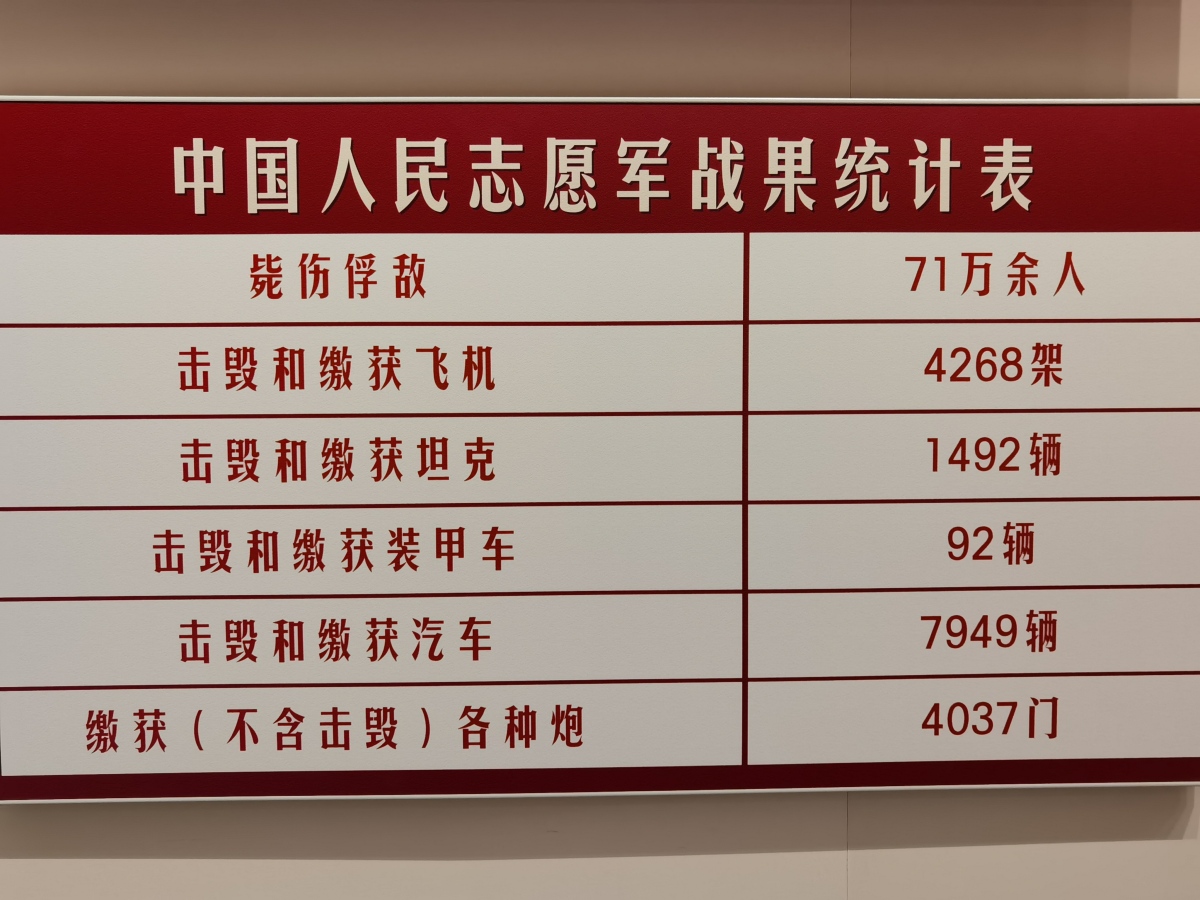 中国人民志愿军战果统计表
毙伤俘敌 71万余人
击毁和缴获飞机 4268架
击毁和缴获坦克 1492辆
击毁和缴获装甲车 92辆
击毁和缴获汽车 7949辆
缴获(不含击毁)各种炮 4037门